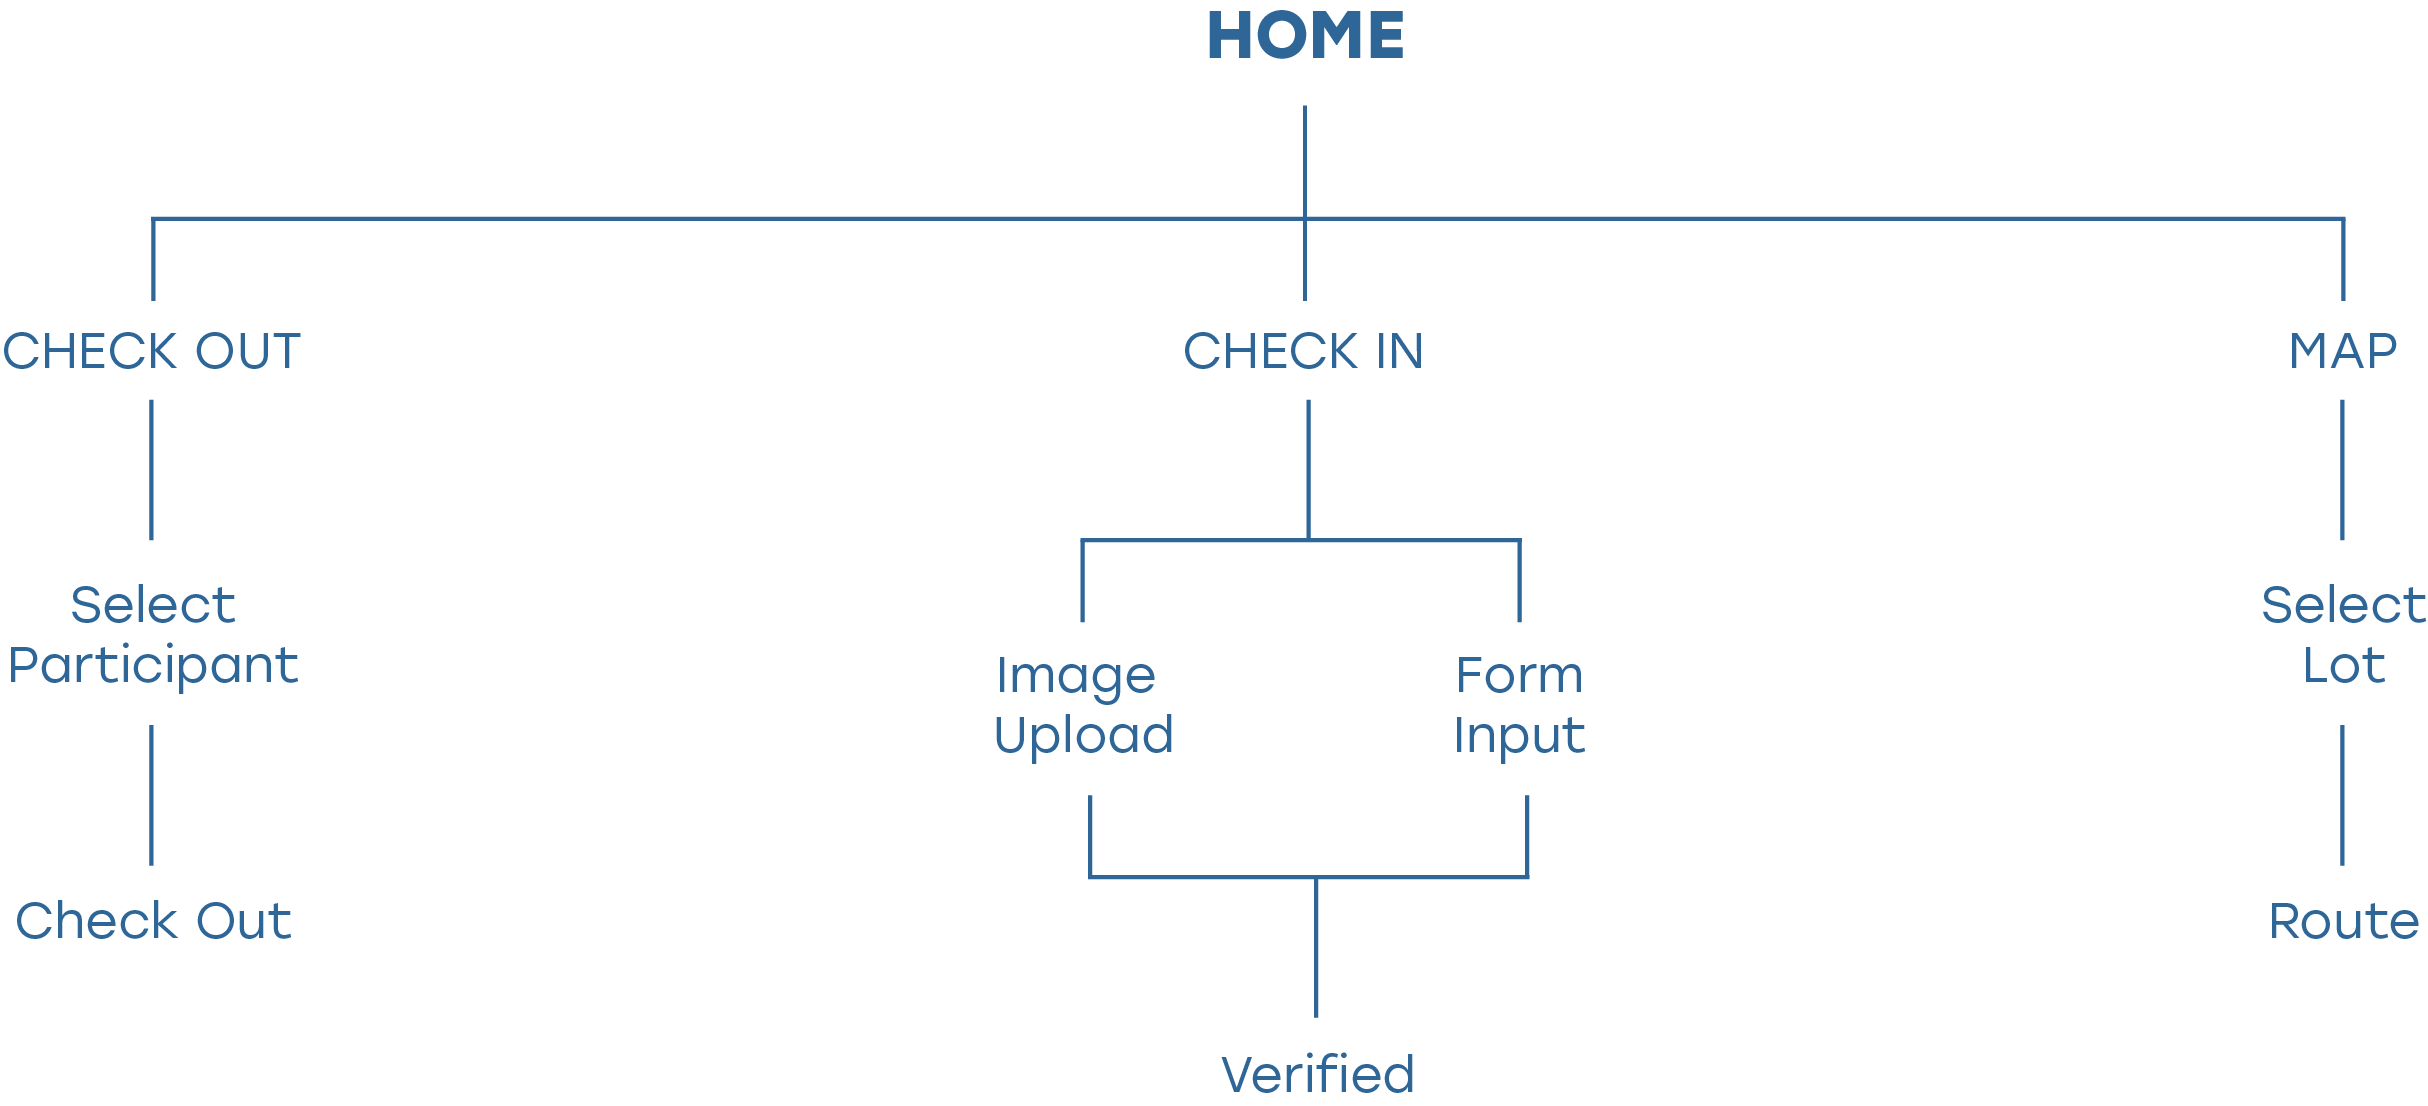 HOME
CHECK OUT
CHECK IN
MAP
Select
Participant
Select
Lot
Image
Upload
Form
Input
Check Out
Route
Verified